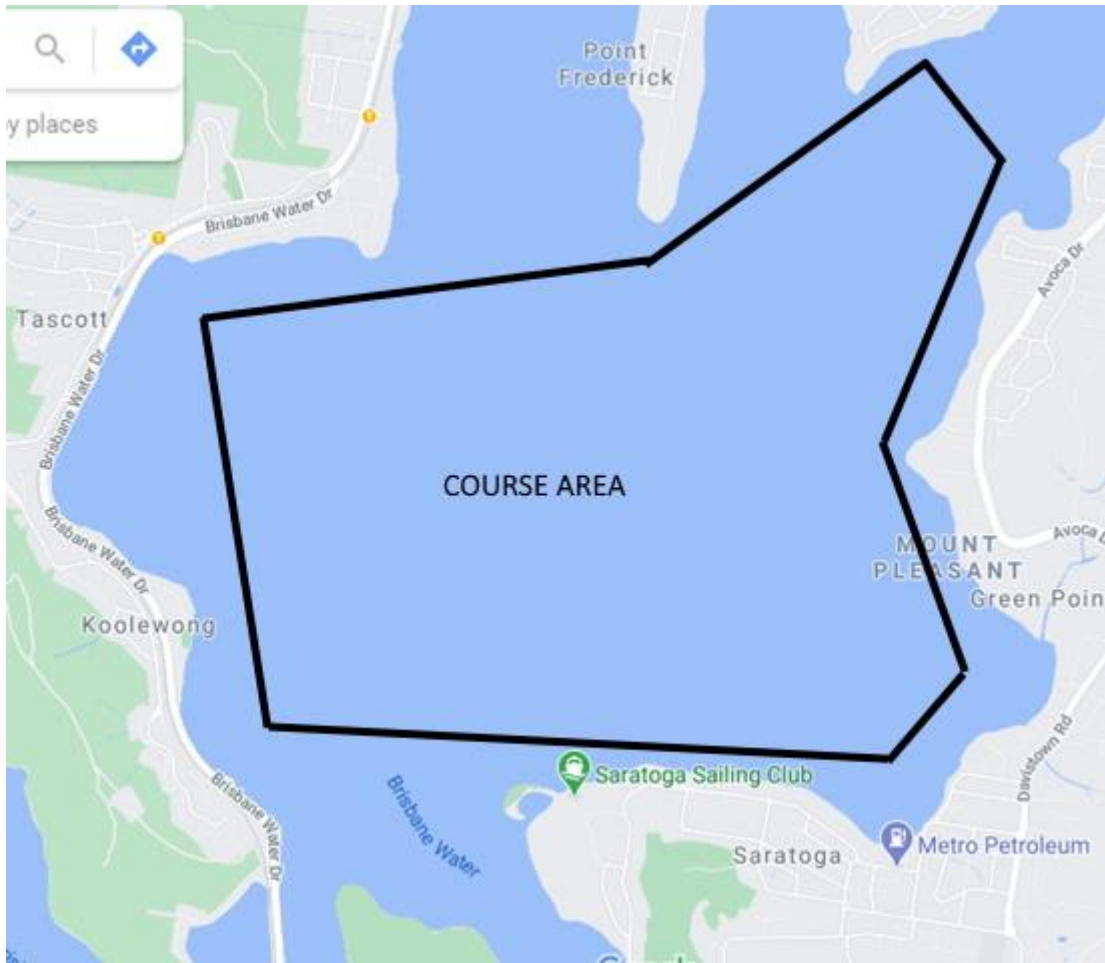 Point
Frederick
y places
Brisbane Water Dr
Avoca Dr
Tascott
Brisbane Water Dr
COURSE AREA
Brisbane Water Dr
Avoca D
MOUNT
PLEASANT
Green Poin
Koolewong
Saratoga Sailing Club
Davistown Rd
Brisbane Water Dr
Brisbane
Water
Saratoga
Metro Petroleum